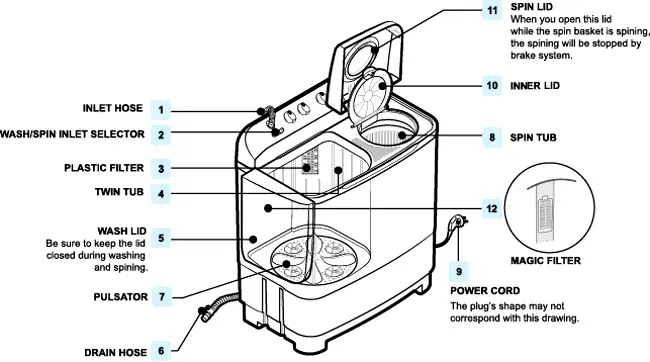 11 SPIN LID
When you open this lid
while the spin basket is spining,
the spining will be stopped by
brake system.
10 INNER LID
INLET HOSE 1
WASH/SPIN INLET SELECTOR 2
8 SPIN TUB
PLASTIC FILTER 3
TWIN TUB 4
12
WASH LID
Be sure to keep the lid
closed during washing
and spining.
5
MAGIC FILTER
9
POWER CORD
The plug's shape may not
correspond with this drawing.
PULSATOR 7
DRAIN HOSE 6